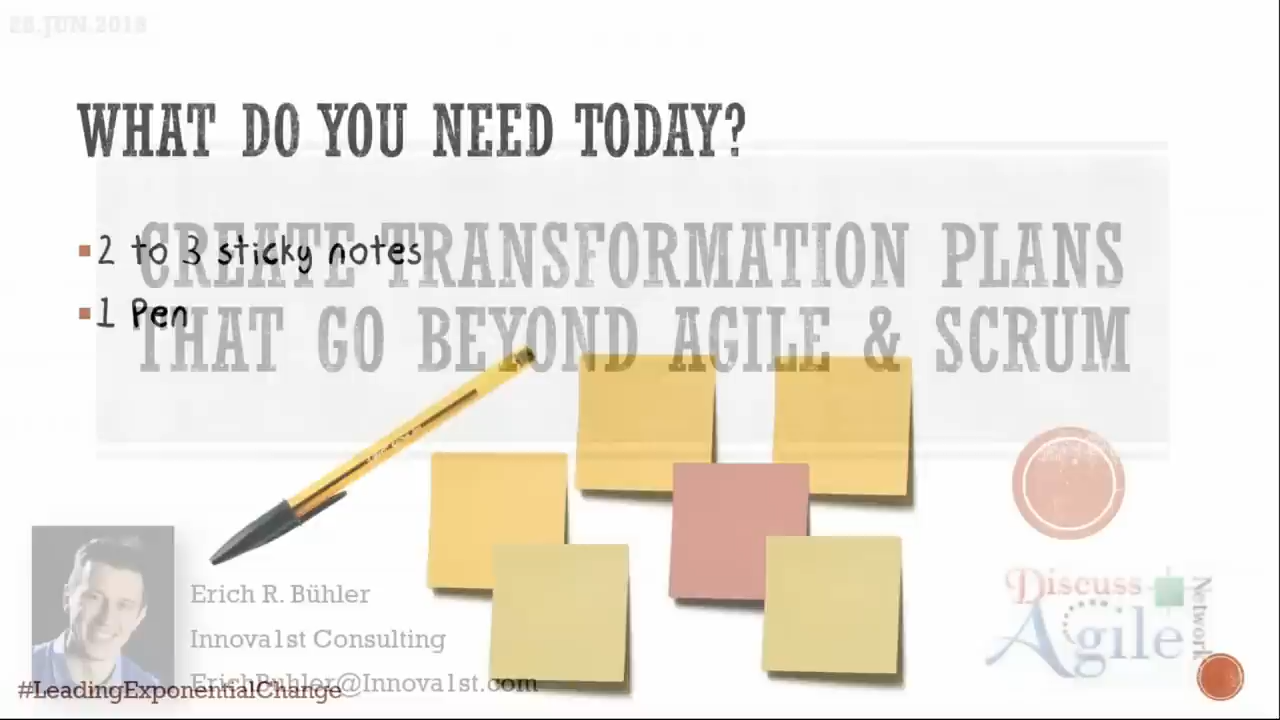 28.JUN.2018
WHAT DO YOU NEED TODAY?
2 to 3 sticky notes
1 Pen
CREATE TRANSFORMATION PLANS
THAT GO BEYOND AGILE & SCRUM
Erich R. Bühler
Innova1st Consulting
ErichBuhler@Innova1st.com
#LeadingExponentialChange
Discuss
Agile
Network